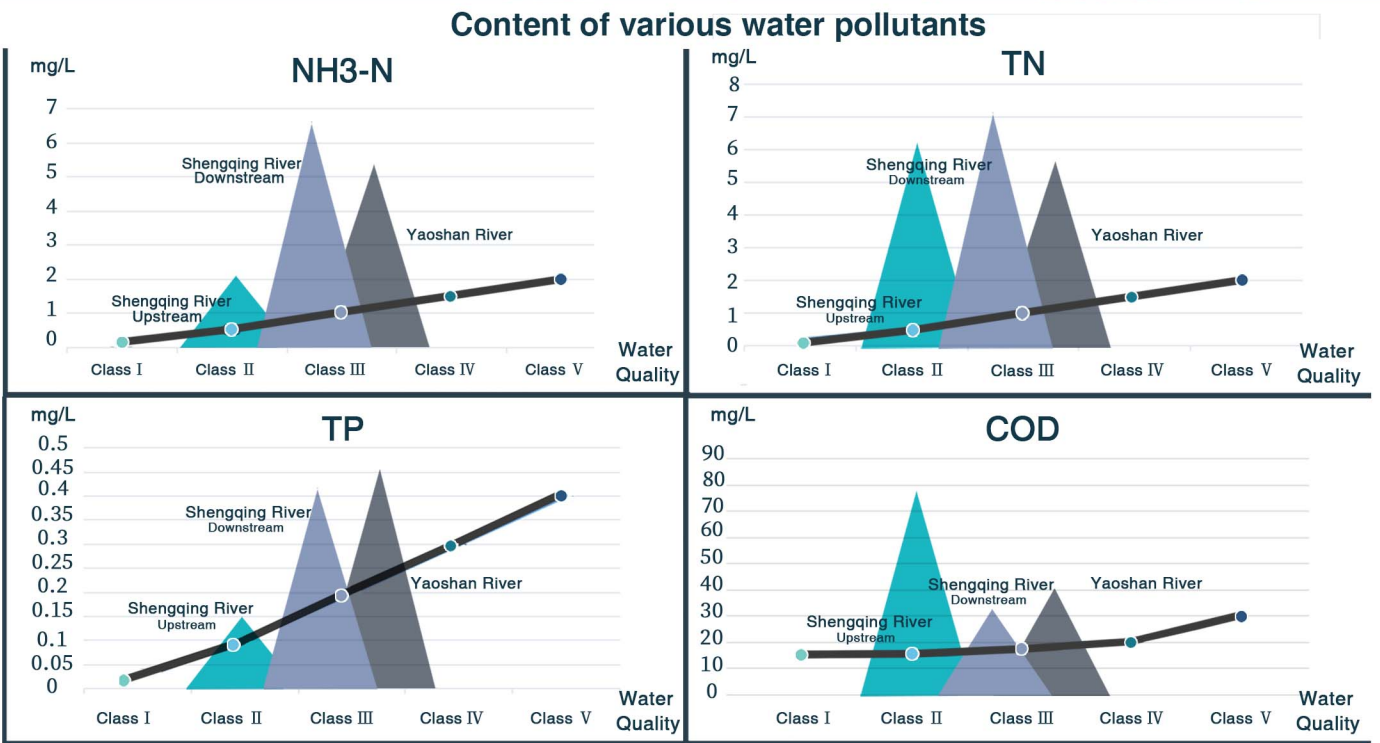 Content of various water pollutants
mg/L
NH3-N
7
6
5
4
3
2
1
0
Shengqing River
Downstream
Yaoshan River
Shengqing River
Upstream
Class Ⅰ
Class Ⅱ
Class Ⅲ
Class Ⅳ
Class Ⅴ
Water
Quality
mg/L
TN
8
7
6
5
4
3
2
1
0
Shengqing River
Downstream
Yaoshan River
Shengqing River
Upstream
Class Ⅰ
Class Ⅱ
Class Ⅲ
Class Ⅳ
Class Ⅴ
Water
Quality
mg/L
TP
0.5
0.45
0.4
0.35
0.3
0.25
0.2
0.15
0.1
0.05
0
Shengqing River
Downstream
Yaoshan River
Shengqing River
Upstream
Class Ⅰ
Class Ⅱ
Class Ⅲ
Class Ⅳ
Class Ⅴ
Water
Quality
mg/L
COD
90
80
70
60
50
40
30
20
10
0
Shengqing River
Downstream
Yaoshan River
Shengqing River
Upstream
Class Ⅰ
Class Ⅱ
Class Ⅲ
Class Ⅳ
Class Ⅴ
Water
Quality